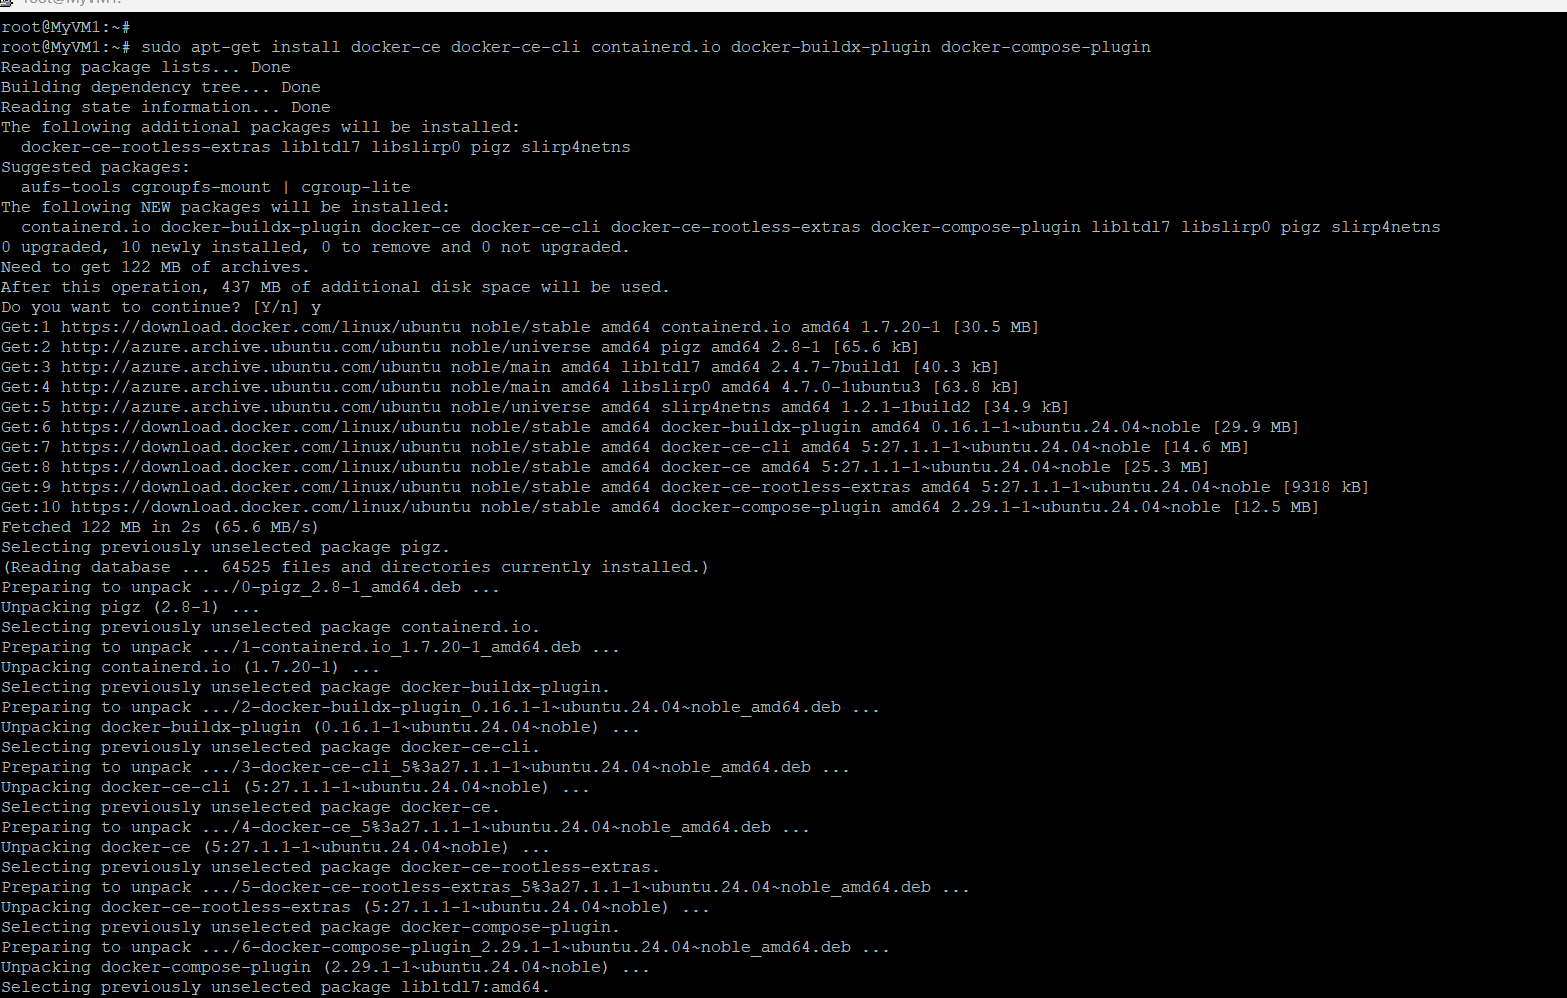 root@MyVM1:~#
root@MyVM1:~# sudo apt-get install docker-ce docker-ce-cli containerd.io docker-buildx-plugin docker-compose-plugin
Reading package lists... Done
Building dependency tree... Done
Reading state information... Done
The following additional packages will be installed:
  docker-ce-rootless-extras libltdl7 libslirp0 pigz slirp4netns
Suggested packages:
  aufs-tools cgroupfs-mount | cgroup-lite
The following NEW packages will be installed:
  containerd.io docker-buildx-plugin docker-ce docker-ce-cli docker-ce-rootless-extras docker-compose-plugin libltdl7 libslirp0 pigz slirp4netns
0 upgraded, 10 newly installed, 0 to remove and 0 not upgraded.
Need to get 122 MB of archives.
After this operation, 437 MB of additional disk space will be used.
Do you want to continue? [Y/n] y
Get:1 https://download.docker.com/linux/ubuntu noble/stable amd64 containerd.io amd64 1.7.20-1 [30.5 MB]
Get:2 http://azure.archive.ubuntu.com/ubuntu noble/universe amd64 pigz amd64 2.8-1 [65.6 kB]
Get:3 http://azure.archive.ubuntu.com/ubuntu noble/main amd64 libltdl7 amd64 2.4.7-7build1 [40.3 kB]
Get:4 http://azure.archive.ubuntu.com/ubuntu noble/main amd64 libslirp0 amd64 4.7.0-1ubuntu3 [63.8 kB]
Get:5 http://azure.archive.ubuntu.com/ubuntu noble/universe amd64 slirp4netns amd64 1.2.1-1build2 [34.9 kB]
Get:6 https://download.docker.com/linux/ubuntu noble/stable amd64 docker-buildx-plugin amd64 0.16.1-1~ubuntu.24.04~noble [29.9 MB]
Get:7 https://download.docker.com/linux/ubuntu noble/stable amd64 docker-ce-cli amd64 5:27.1.1-1~ubuntu.24.04~noble [14.6 MB]
Get:8 https://download.docker.com/linux/ubuntu noble/stable amd64 docker-ce amd64 5:27.1.1-1~ubuntu.24.04~noble [25.3 MB]
Get:9 https://download.docker.com/linux/ubuntu noble/stable amd64 docker-ce-rootless-extras amd64 5:27.1.1-1~ubuntu.24.04~noble [9318 kB]
Get:10 https://download.docker.com/linux/ubuntu noble/stable amd64 docker-compose-plugin amd64 2.29.1-1~ubuntu.24.04~noble [12.5 MB]
Fetched 122 MB in 2s (65.6 MB/s)
Selecting previously unselected package pigz.
(Reading database ... 64525 files and directories currently installed.)
Preparing to unpack .../0-pigz_2.8-1_amd64.deb ...
Unpacking pigz (2.8-1) ...
Selecting previously unselected package containerd.io.
Preparing to unpack .../1-containerd.io_1.7.20-1_amd64.deb ...
Unpacking containerd.io (1.7.20-1) ...
Selecting previously unselected package docker-buildx-plugin.
Preparing to unpack .../2-docker-buildx-plugin_0.16.1-1~ubuntu.24.04~noble_amd64.deb ...
Unpacking docker-buildx-plugin (0.16.1-1~ubuntu.24.04~noble) ...
Selecting previously unselected package docker-ce-cli.
Preparing to unpack .../3-docker-ce-cli_5%3a27.1.1-1~ubuntu.24.04~noble_amd64.deb ...
Unpacking docker-ce-cli (5:27.1.1-1~ubuntu.24.04~noble) ...
Selecting previously unselected package docker-ce.
Preparing to unpack .../4-docker-ce_5%3a27.1.1-1~ubuntu.24.04~noble_amd64.deb ...
Unpacking docker-ce (5:27.1.1-1~ubuntu.24.04~noble) ...
Selecting previously unselected package docker-ce-rootless-extras.
Preparing to unpack .../5-docker-ce-rootless-extras_5%3a27.1.1-1~ubuntu.24.04~noble_amd64.deb ...
Unpacking docker-ce-rootless-extras (5:27.1.1-1~ubuntu.24.04~noble) ...
Selecting previously unselected package docker-compose-plugin.
Preparing to unpack .../6-docker-compose-plugin_2.29.1-1~ubuntu.24.04~noble_amd64.deb ...
Unpacking docker-compose-plugin (2.29.1-1~ubuntu.24.04~noble) ...
Selecting previously unselected package libltdl7:amd64.